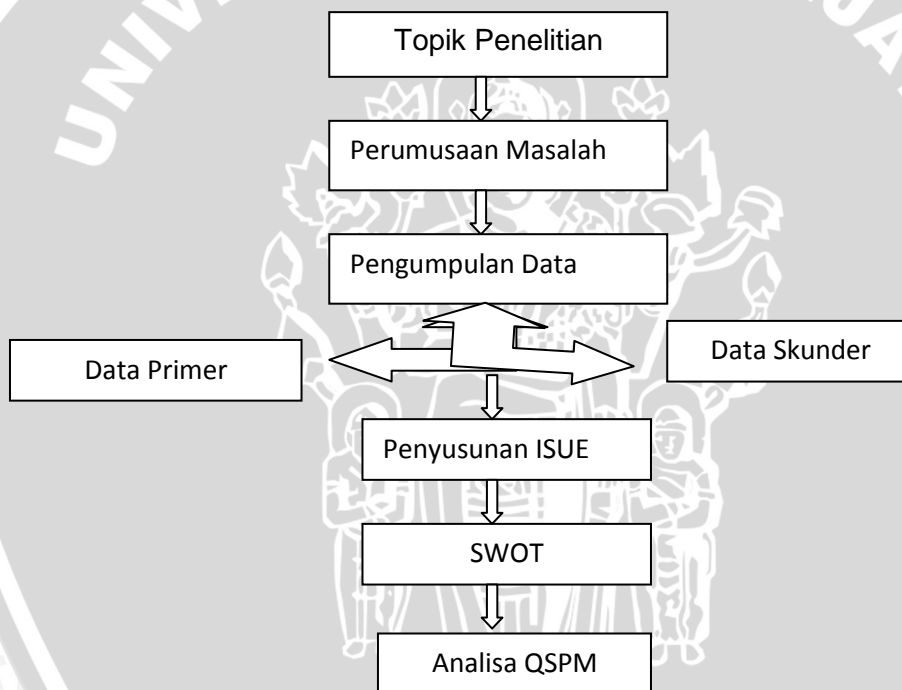 Topik Penelitian
Perumusaan Masalah
Pengumpulan Data
Data Primer
Data Skunder
Penyusunan ISUE
SWOT
Analisa QSPM